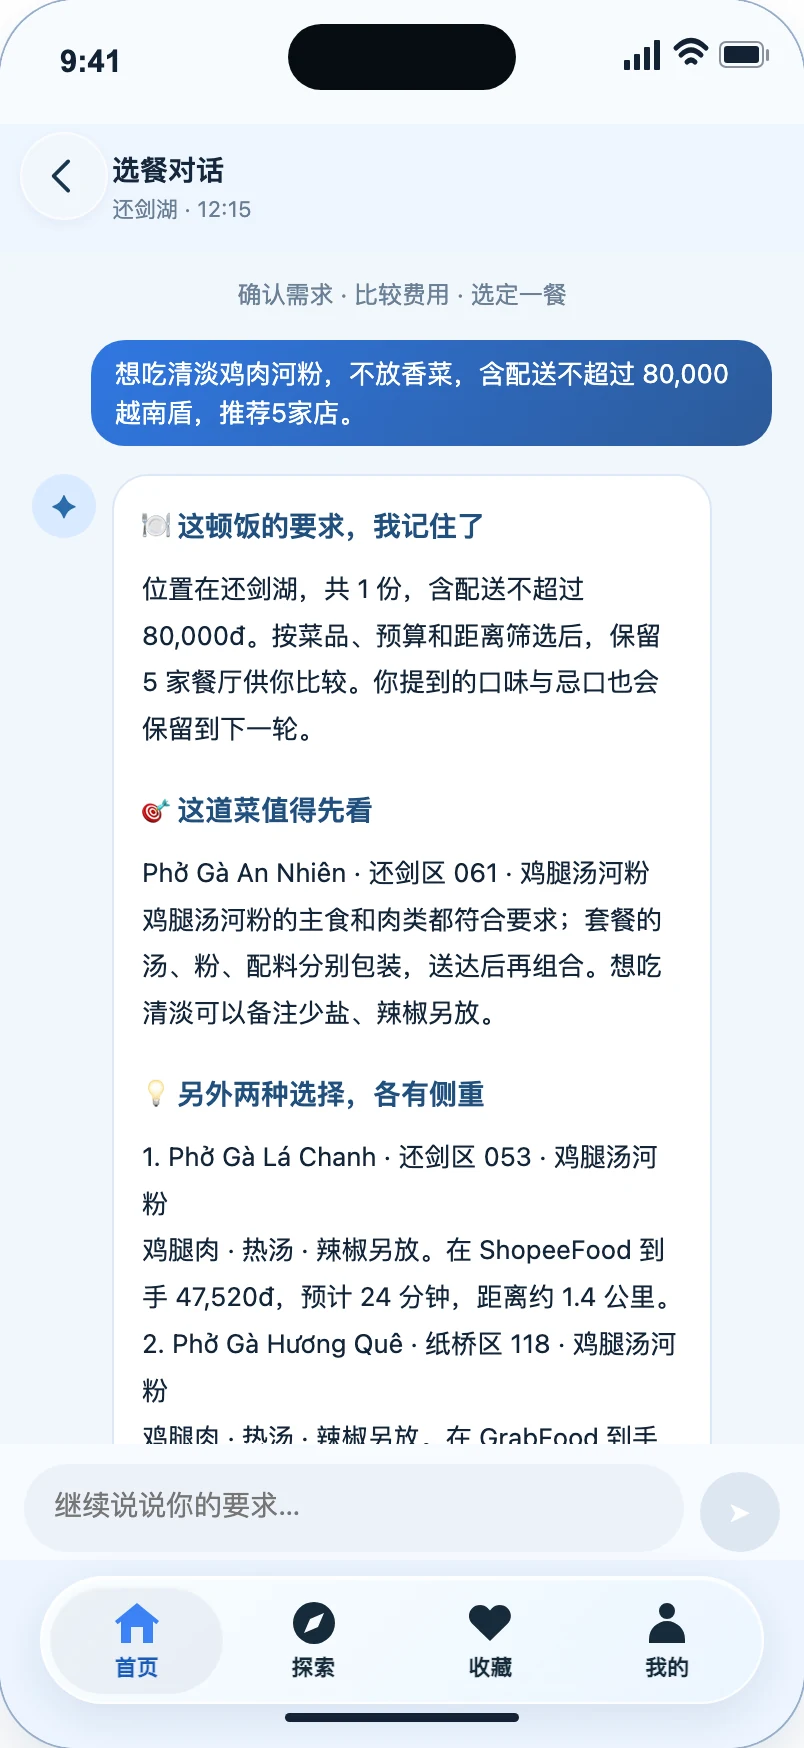 9:41
选餐对话
还剑湖 · 12:15
确认需求 · 比较费用 · 选定一餐
想吃清淡鸡肉河粉，不放香菜，含配送不超过 80,000
越南盾，推荐5家店。
这顿饭的要求，我记住了
位置在还剑湖，共 1 份，含配送不超过
80,000đ。按菜品、预算和距离筛选后，保留
5 家餐厅供你比较。你提到的口味与忌口也会
保留到下一轮。
这道菜值得先看
Phở Gà An Nhiên · 还剑区 061 · 鸡腿汤河粉
鸡腿汤河粉的主食和肉类都符合要求；套餐的
汤、粉、配料分别包装，送达后再组合。想吃
清淡可以备注少盐、辣椒另放。
另外两种选择，各有侧重
1. Phở Gà Lá Chanh · 还剑区 053 · 鸡腿汤河
粉
鸡腿肉 · 热汤 · 辣椒另放。在 ShopeeFood 到
手 47,520đ，预计 24 分钟，距离约 1.4 公里。
2. Phở Gà Hương Quê · 纸桥区 118 · 鸡腿汤河
粉
鸡腿肉 · 热汤 · 辣椒另放。在 GrabFood 到手
继续说说你的要求...
首页
探索
收藏
我的